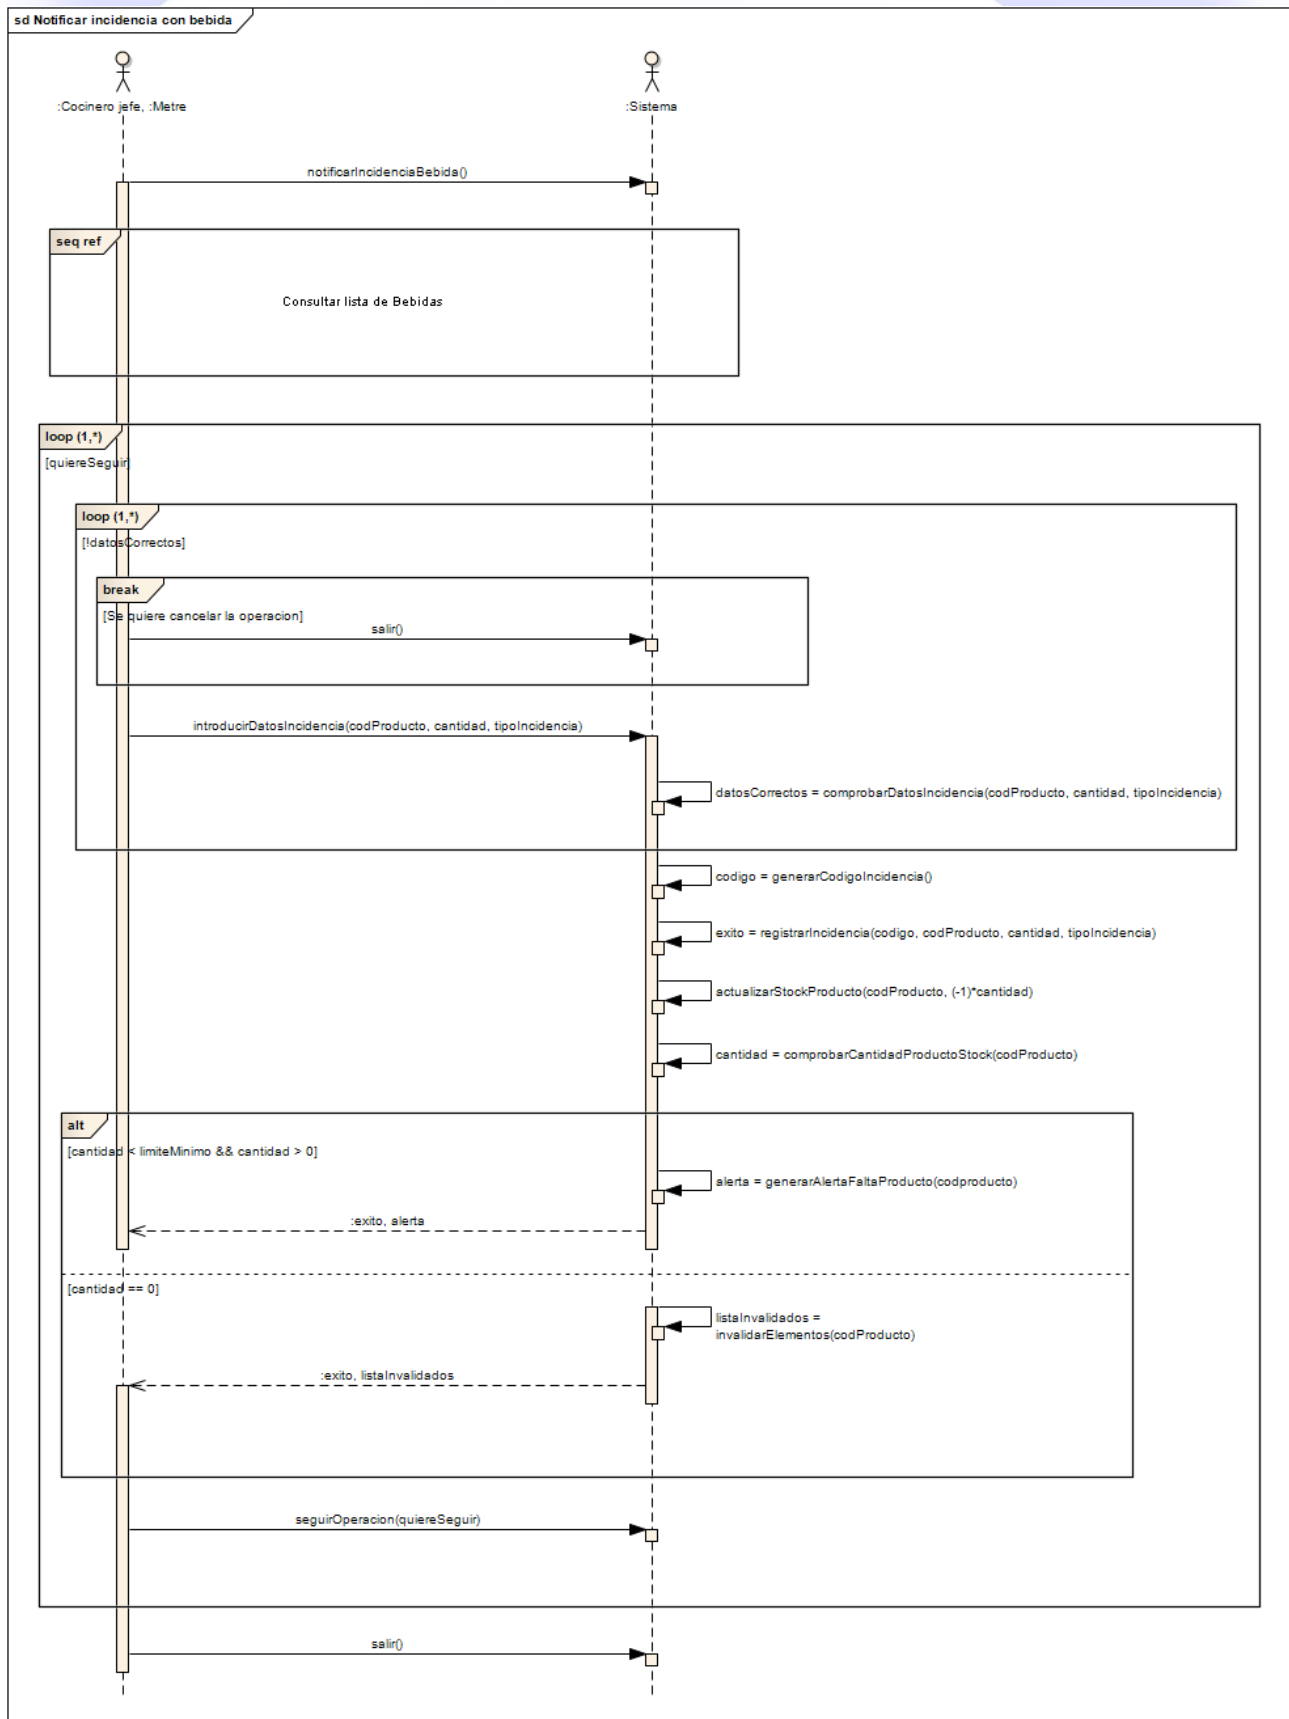 sd Notificar incidencia con bebida
:Cocinero jefe, :Metre
:Sistema
notificarIncidenciaBebida()
seq ref
Consultar lista de Bebidas
loop (1,*)
[quiereSeguir]
loop (1,*)
[!datosCorrectos]
break
[Se quiere cancelar la operacion]
salir()
introducirDatosIncidencia(codProducto, cantidad, tipoIncidencia)
datosCorrectos = comprobarDatosIncidencia(codProducto, cantidad, tipoIncidencia)
codigo = generarCodigoIncidencia()
exito = registrarIncidencia(codigo, codProducto, cantidad, tipoIncidencia)
actualizarStockProducto(codProducto, (-1)*cantidad)
cantidad = comprobarCantidadProductoStock(codProducto)
alt
[cantidad < limiteMinimo && cantidad > 0]
alerta = generarAlertaFaltaProducto(codproducto)
:exito, alerta
[cantidad == 0]
listaInvalidados =
invalidarElementos(codProducto)
:exito, listaInvalidados
seguirOperacion(quiereSeguir)
salir()